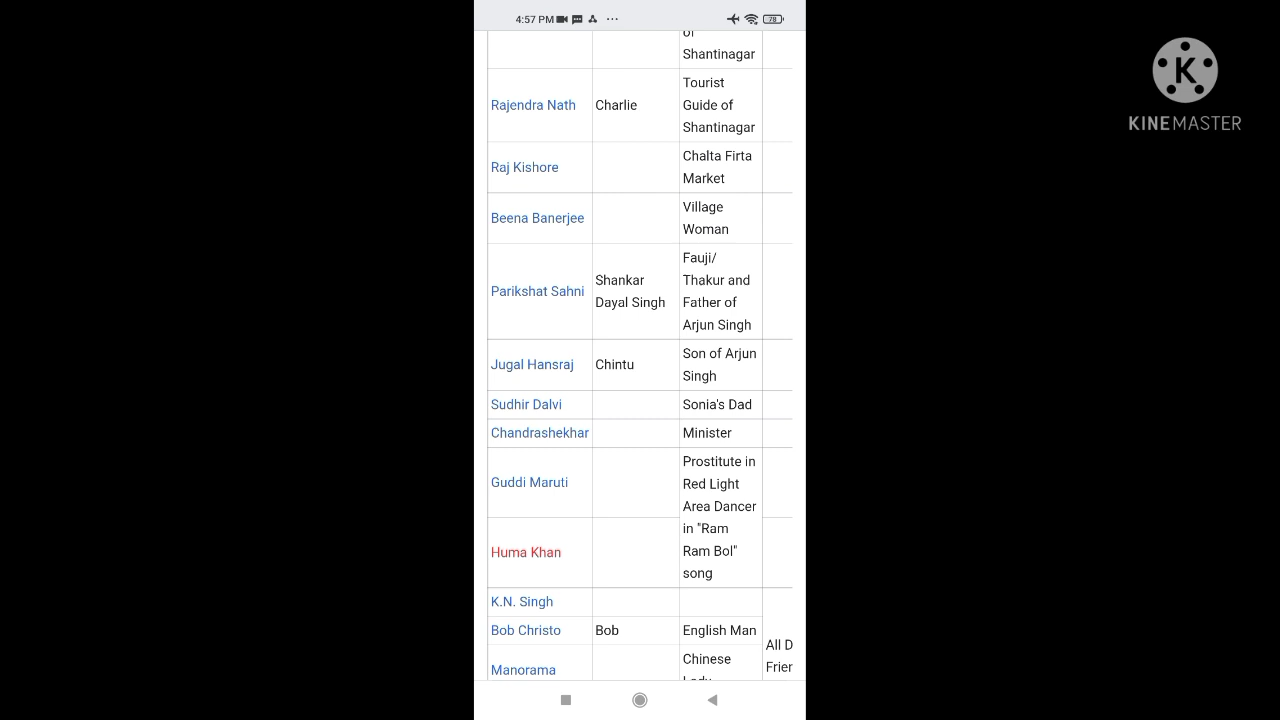 4:57 PM
78
of
Shantinagar
Rajendra Nath
Charlie
Tourist
Guide of
Shantinagar
Raj Kishore
Chalta Firta
Market
Beena Banerjee
Village
Woman
Parikshat Sahni
Shankar
Dayal Singh
Fauji/
Thakur and
Father of
Arjun Singh
Jugal Hansraj
Chintu
Son of Arjun
Singh
Sudhir Dalvi
Sonia's Dad
Chandrashekhar
Minister
Guddi Maruti
Huma Khan
Prostitute in
Red Light
Area Dancer
in "Ram
Ram Bol"
song
K.N. Singh
Bob Christo
Bob
English Man
Manorama
Chinese
Lady
All D
Frier
K
KINEMASTER